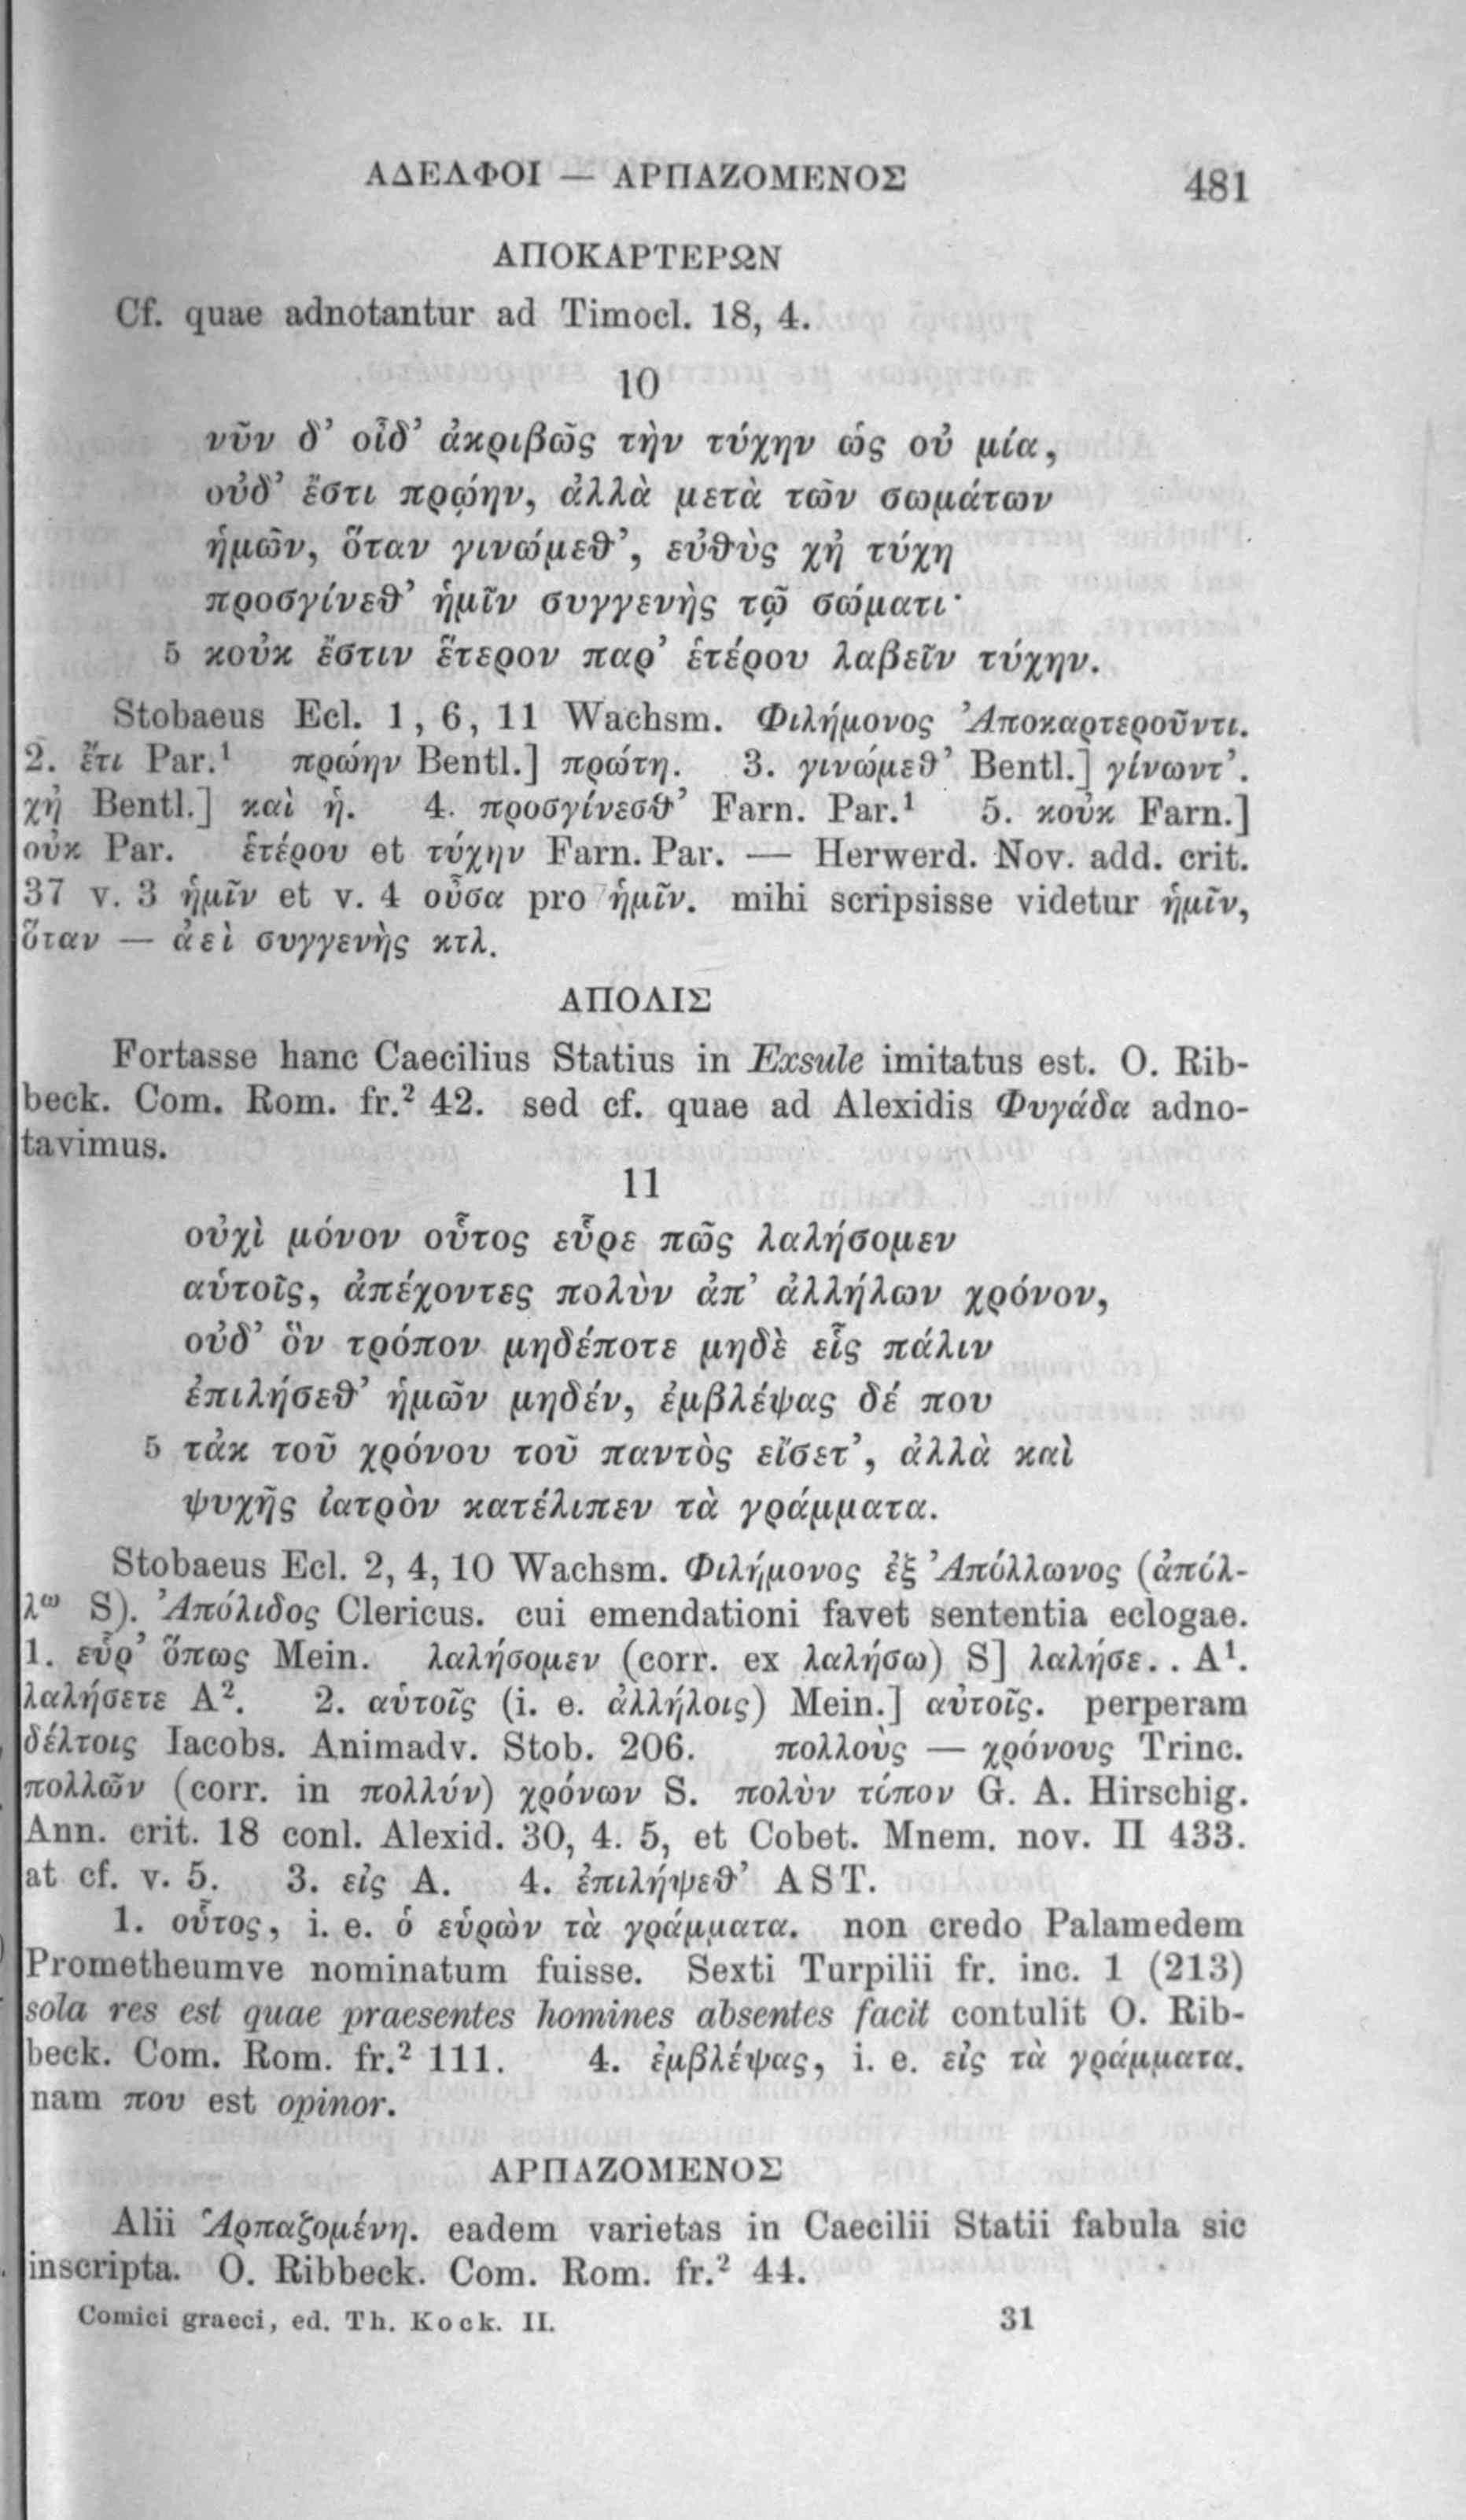 ΑΔΕΛΦΟΙ — ΑΡΠΑΖΟΜΕΝΟΣ 481
ΑΠΟΚΑΡΤΕΡΩΝ
Cf. quae adnotantur ad Timocl. 18, 4.
10
νῦν δ’ οἶδ’ ἀκριβῶς τὴν τύχην ὡς οὐ μία,
οὐδ’ ἔστι πρῴην, ἀλλὰ μετὰ τῶν σωμάτων
ἡμῶν, ὅταν γινώμεθ’, εὐθὺς χἠ τύχη
προσγίνεθ’ ἡμῖν συγγενὴς τῷ σώματι·
5 κοὐκ ἔστιν ἕτερον παρ’ ἑτέρου λαβεῖν τύχην.
Stobaeus Ecl. 1, 6, 11 Wachsm. Φιλήμονος Ἀποκαρτεροῦντι.
2. ἔτι Par.¹ πρώην Bentl.] πρώτη. 3. γινώμεθ’ Bentl.] γίνωντ’.
χἠ Bentl.] καὶ ἡ. 4. προσγίνεσθ’ Farn. Par.¹ 5. κοὐκ Farn.]
οὐκ Par. ἑτέρου et τύχην Farn. Par. — Herwerd. Nov. add. crit.
37 v. 3 ἡμῖν et v. 4 οὖσα pro ἡμῖν. mihi scripsisse videtur ἡμῖν,
ὅταν — ἀεὶ συγγενὴς κτλ.
ΑΠΟΛΙΣ
Fortasse hanc Caecilius Statius in Exsule imitatus est. O. Rib-
beck. Com. Rom. fr.² 42. sed cf. quae ad Alexidis Φυγάδα adno-
tavimus.
11
οὐχὶ μόνον οὗτος εὗρε πῶς λαλήσομεν
αὑτοῖς, ἀπέχοντες πολὺν ἀπ’ ἀλλήλων χρόνον,
οὐδ’ ὃν τρόπον μηδέποτε μηδὲ εἷς πάλιν
ἐπιλήσεθ’ ἡμῶν μηδέν, ἐμβλέψας δέ που
5 τἀκ τοῦ χρόνου τοῦ παντὸς εἴσετ’, ἀλλὰ καὶ
ψυχῆς ἰατρὸν κατέλιπεν τὰ γράμματα.
Stobaeus Ecl. 2, 4, 10 Wachsm. Φιλήμονος ἐξ Ἀπόλλωνος (ἀπόλ-
λω S). Ἀπόλιδος Clericus. cui emendationi favet sententia eclogae.
1. εὗρ’ ὅπως Mein. λαλήσομεν (corr. ex λαλήσω) S] λαλήσε.. A¹.
λαλήσετε A². 2. αὑτοῖς (i. e. ἀλλήλοις) Mein.] αὐτοῖς. perperam
δέλτοις Iacobs. Animadv. Stob. 206. πολλοὺς — χρόνους Trinc.
πολλῶν (corr. in πολλύν) χρόνων S. πολὺν τόπον G. A. Hirschig.
Ann. crit. 18 conl. Alexid. 30, 4. 5, et Cobet. Mnem. nov. II 433.
at cf. v. 5. 3. εἰς A. 4. ἐπιλήψεθ’ A S T.
1. οὗτος, i. e. ὁ εὑρὼν τὰ γράμματα. non credo Palamedem
Prometheumve nominatum fuisse. Sexti Turpilii fr. inc. 1 (213)
sola res est quae praesentes homines absentes facit contulit O. Rib-
beck. Com. Rom. fr.² 111. 4. ἐμβλέψας, i. e. εἰς τὰ γράμματα.
nam που est opinor.
ΑΡΠΑΖΟΜΕΝΟΣ
Alii Ἁρπαζομένη. eadem varietas in Caecilii Statii fabula sic
inscripta. O. Ribbeck. Com. Rom. fr.² 44.
Comici graeci, ed. Th. Kock. II. 31